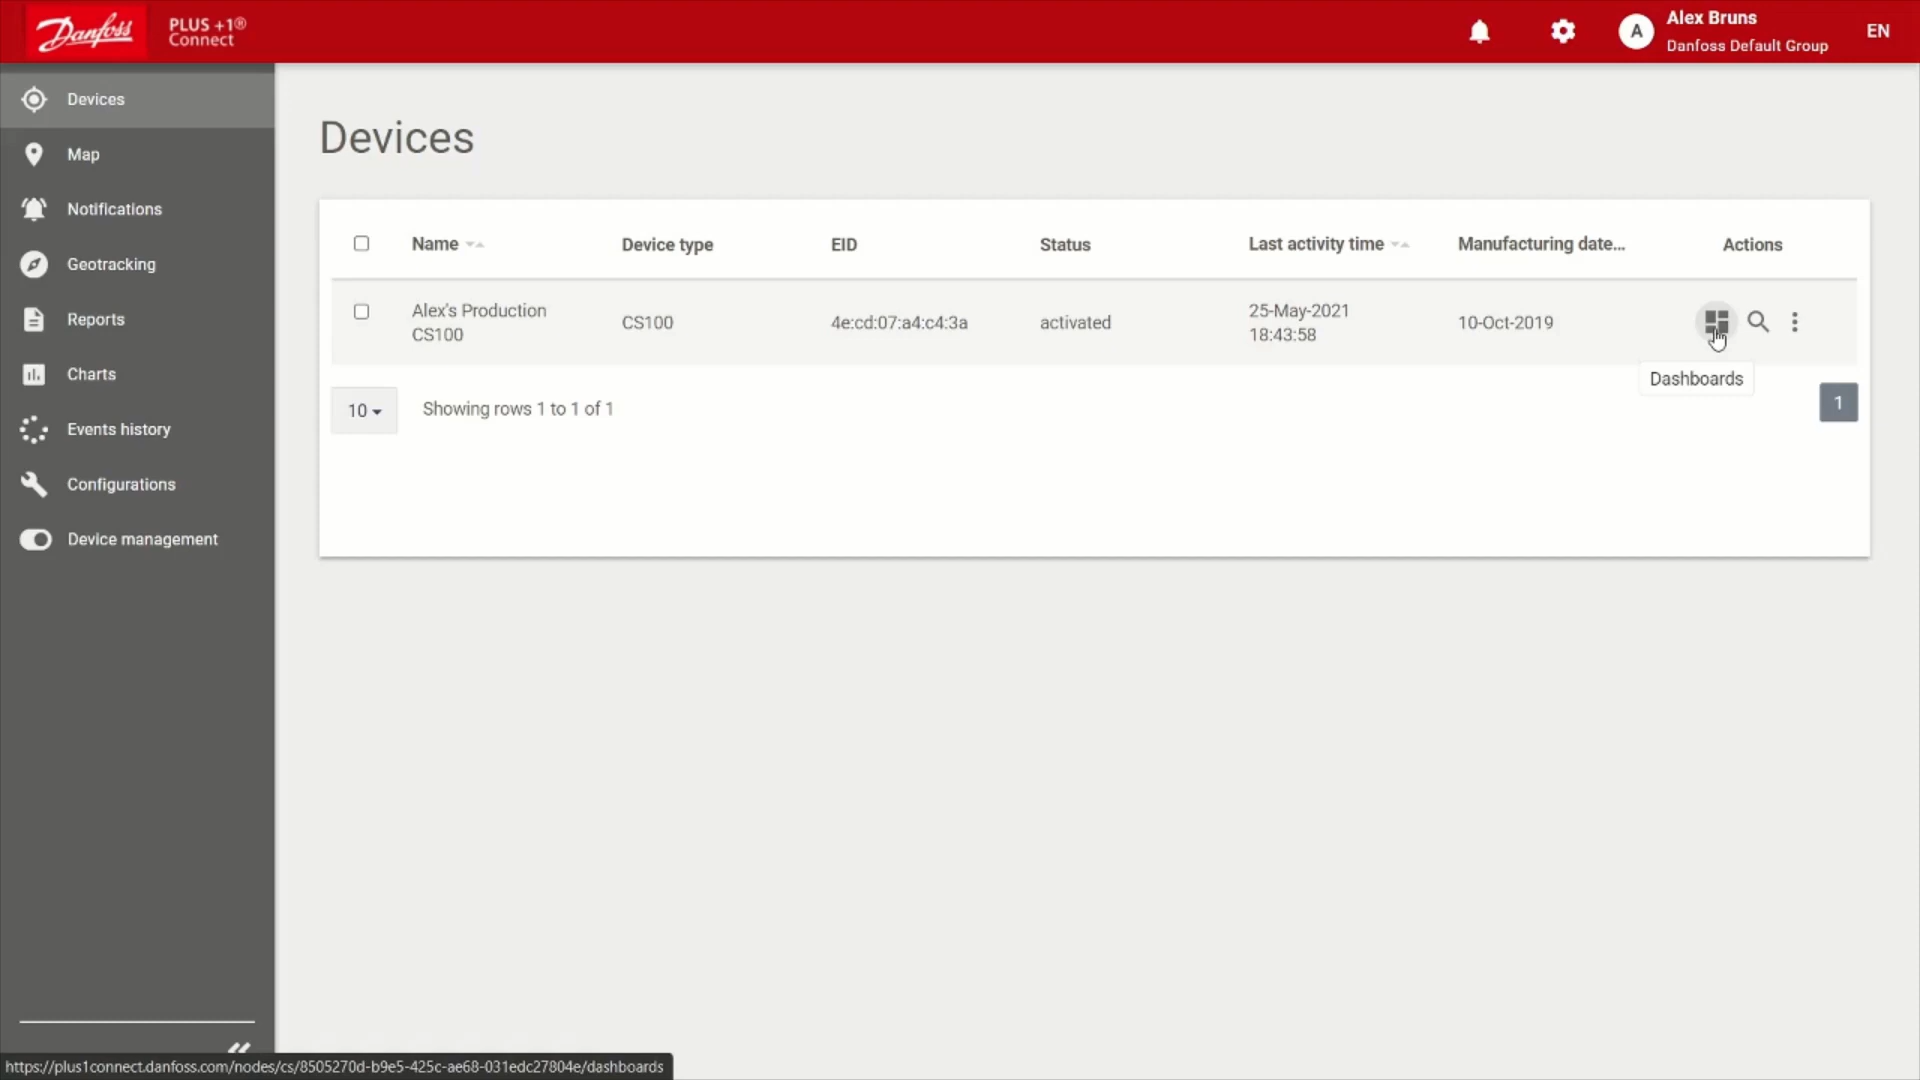 Danfoss
PLUS +1®
Connect
A
Alex Bruns
Danfoss Default Group
EN
Devices
Map
Notifications
Geotracking
Reports
Charts
Events history
Configurations
Device management
Devices
Name
Device type
EID
Status
Last activity time
Manufacturing date...
Actions
Alex's Production
CS100
CS100
4e:cd:07:a4:c4:3a
activated
25-May-2021
18:43:58
10-Oct-2019
Dashboards
10
Showing rows 1 to 1 of 1
1
https://plus1connect.danfoss.com/nodes/cs/8505270d-b9e5-425c-ae68-031edc27804e/dashboards